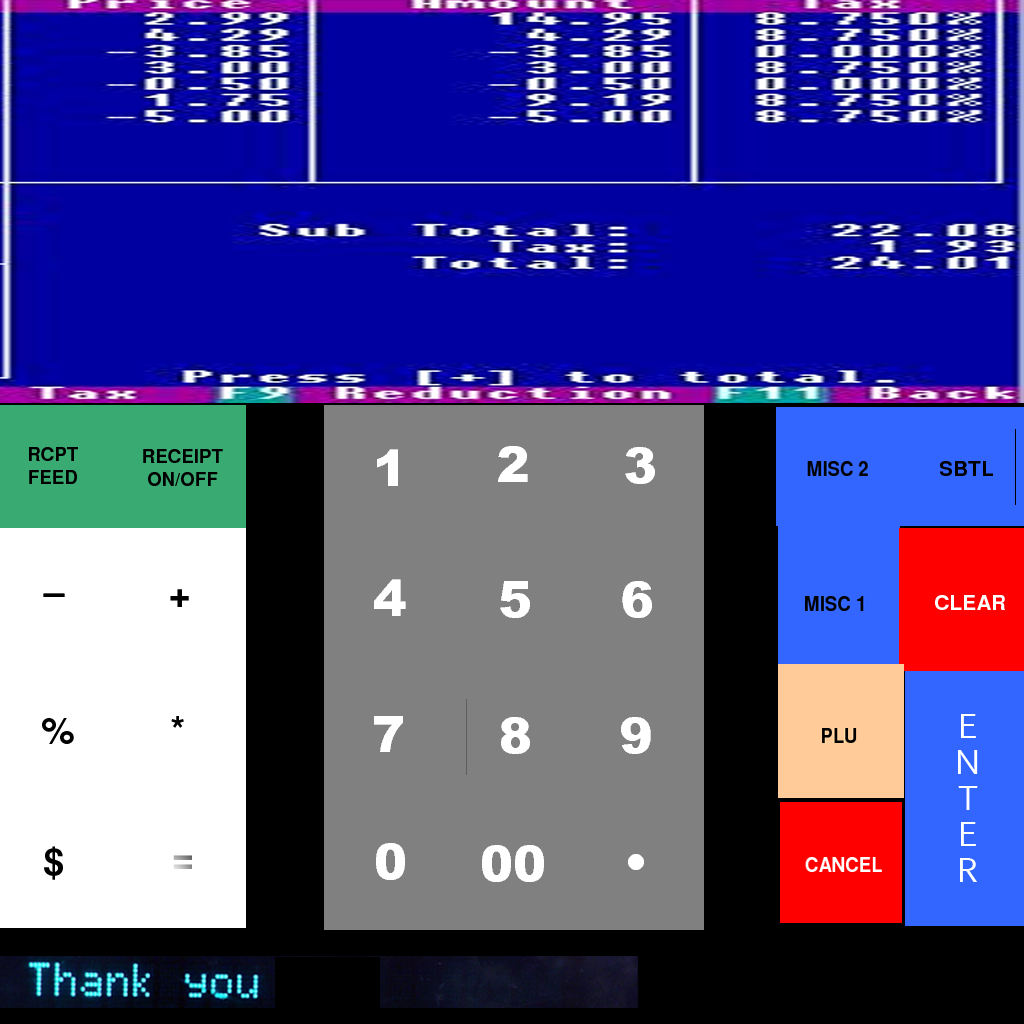 Price Amount Tax
2.99 14.95 8.750%
4.29 4.29 8.750%
-3.85 -3.85 0.000%
3.00 3.00 8.750%
-0.50 -0.50 0.000%
1.75 9.19 8.750%
-5.00 -5.00 8.750%
Sub Total: 22.08
Tax: 1.93
Total: 24.01
Press [+] to total.
Tax F9 Reduction F11 Back
RCPT FEED
RECEIPT ON/OFF
1 2 3
MISC 2 SBTL
- +
4 5 6
MISC 1 CLEAR
% *
7 8 9
PLU
ENTER
$ =
0 00 .
CANCEL
Thank you